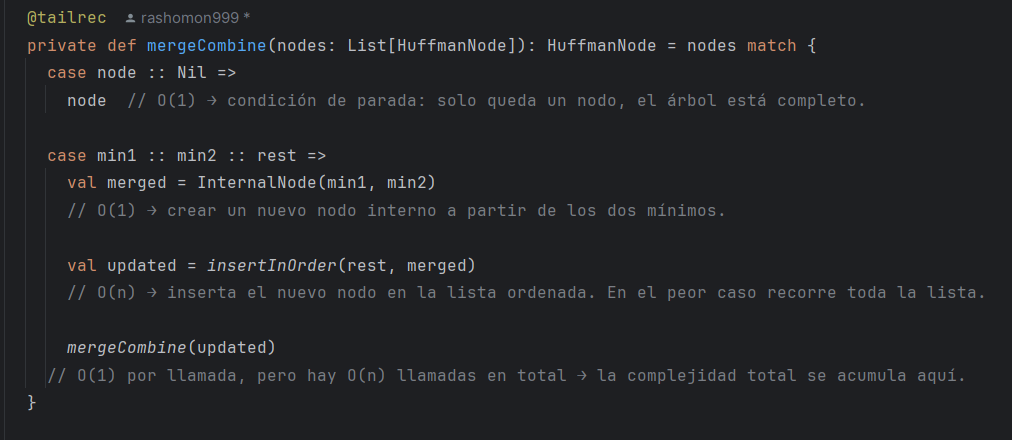 @tailrec rashomon999 *
private def mergeCombine(nodes: List[HuffmanNode]): HuffmanNode = nodes match {
  case node :: Nil =>
    node  // O(1) → condición de parada: solo queda un nodo, el árbol está completo.
  case min1 :: min2 :: rest =>
    val merged = InternalNode(min1, min2)
    // O(1) → crear un nuevo nodo interno a partir de los dos mínimos.
    val updated = insertInOrder(rest, merged)
    // O(n) → inserta el nuevo nodo en la lista ordenada. En el peor caso recorre toda la lista.
    mergeCombine(updated)
  // O(1) por llamada, pero hay O(n) llamadas en total → la complejidad total se acumula aquí.
}